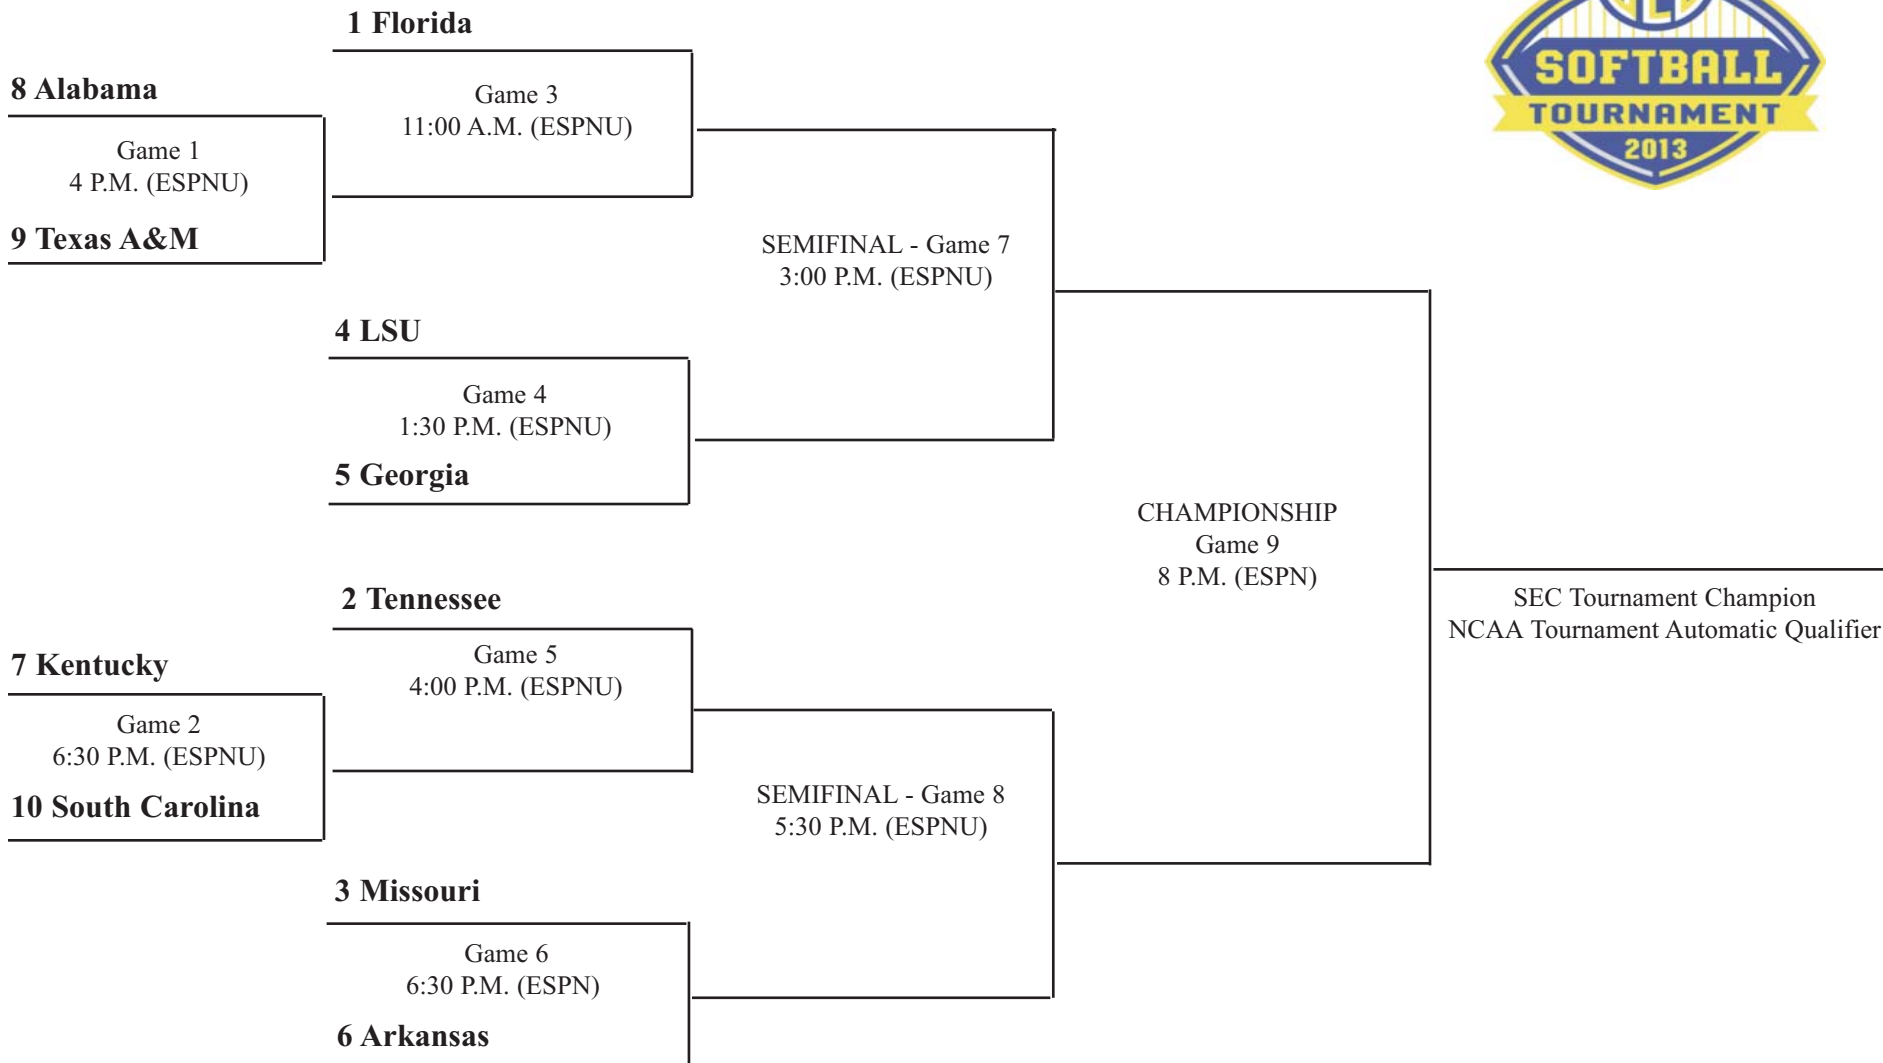 1 Florida
8 Alabama
Game 3
11:00 A.M. (ESPNU)
Game 1
4 P.M. (ESPNU)
9 Texas A&M
SEMIFINAL - Game 7
3:00 P.M. (ESPNU)
4 LSU
Game 4
1:30 P.M. (ESPNU)
5 Georgia
CHAMPIONSHIP
Game 9
8 P.M. (ESPN)
SEC Tournament Champion
NCAA Tournament Automatic Qualifier
2 Tennessee
Game 5
4:00 P.M. (ESPNU)
7 Kentucky
Game 2
6:30 P.M. (ESPNU)
10 South Carolina
SEMIFINAL - Game 8
5:30 P.M. (ESPNU)
3 Missouri
Game 6
6:30 P.M. (ESPN)
6 Arkansas
SOFTBALL
TOURNAMENT
2013